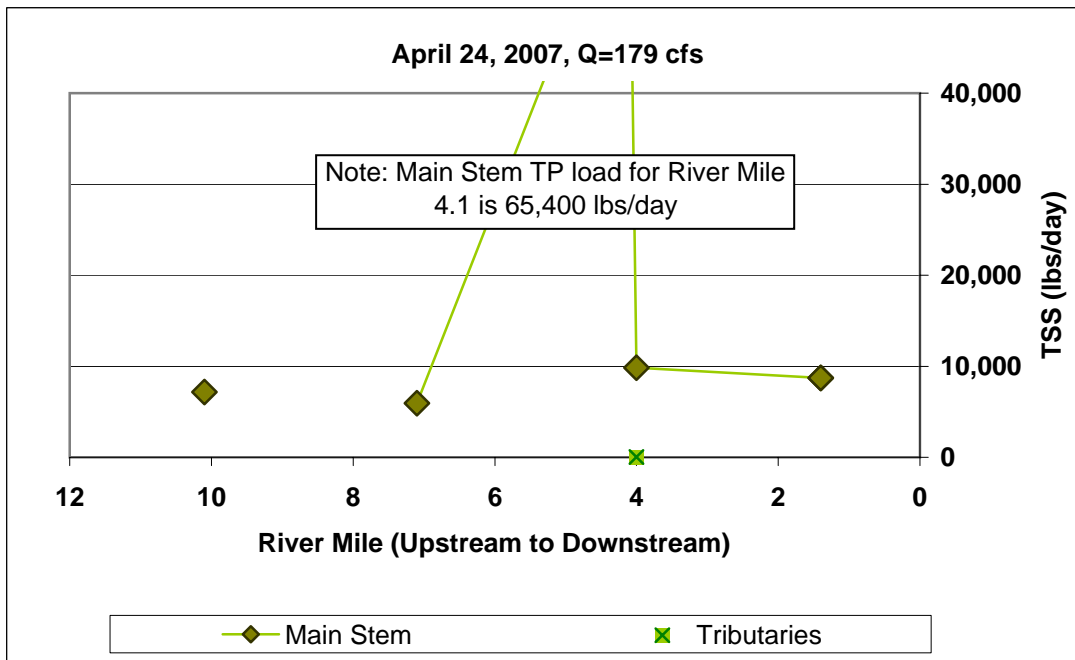 April 24, 2007, Q=179 cfs
40,000
Note: Main Stem TP load for River Mile
4.1 is 65,400 lbs/day
30,000
20,000
10,000
0
TSS (lbs/day)
12 10 8 6 4 2 0
River Mile (Upstream to Downstream)
Main Stem Tributaries